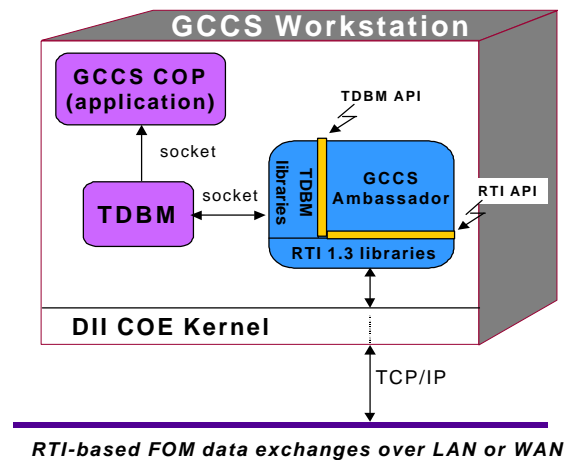 GCCS Workstation
GCCS COP
(application)
TDBM API
socket
TDBM
libraries
GCCS
Ambassador
RTI API
socket
TDBM
RTI 1.3 libraries
DII COE Kernel
TCP/IP
RTI-based FOM data exchanges over LAN or WAN